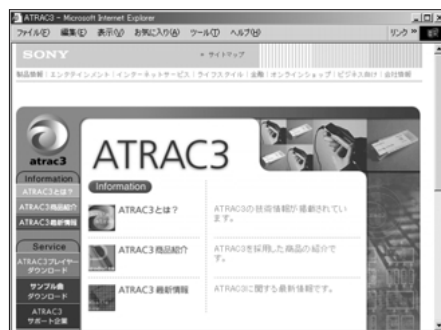 ATRAC3 - Microsoft Internet Explorer
ファイル(F) 編集(E) 表示(V) お気に入り(A) ツール(T) ヘルプ(H) リンク »
SONY
サイトマップ
製品情報 | エンタテインメント | インターネットサービス | ライフスタイル | 金融 | オンラインショップ | ビジネス向け | 会社情報
atrac3
ATRAC3
Information
ATRAC3とは?
ATRAC3商品紹介
ATRAC3最新情報
Service
ATRAC3プレイヤー
ダウンロード
サンプル曲
ダウンロード
ATRAC3
サポート企業
Information
ATRAC3とは?
ATRAC3の技術情報が掲載されてい
ます。
ATRAC3商品紹介
ATRAC3を採用した商品の紹介で
す。
ATRAC3最新情報
ATRAC3に関する最新情報です。